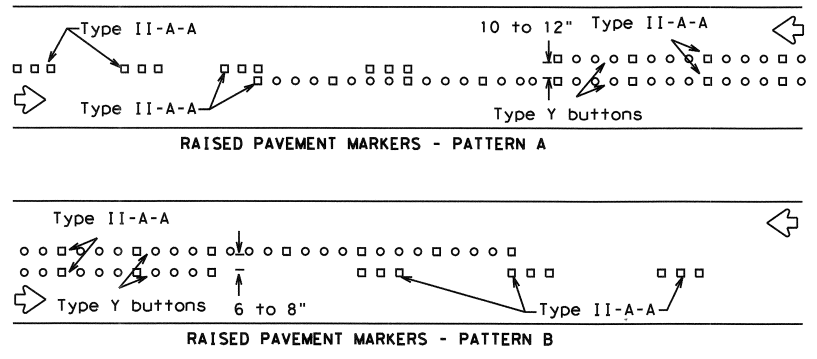 Type II-A-A
10 to 12" Type II-A-A
Type II-A-A
Type Y buttons
RAISED PAVEMENT MARKERS - PATTERN A
Type II-A-A
Type Y buttons
6 to 8"
Type II-A-A
RAISED PAVEMENT MARKERS - PATTERN B